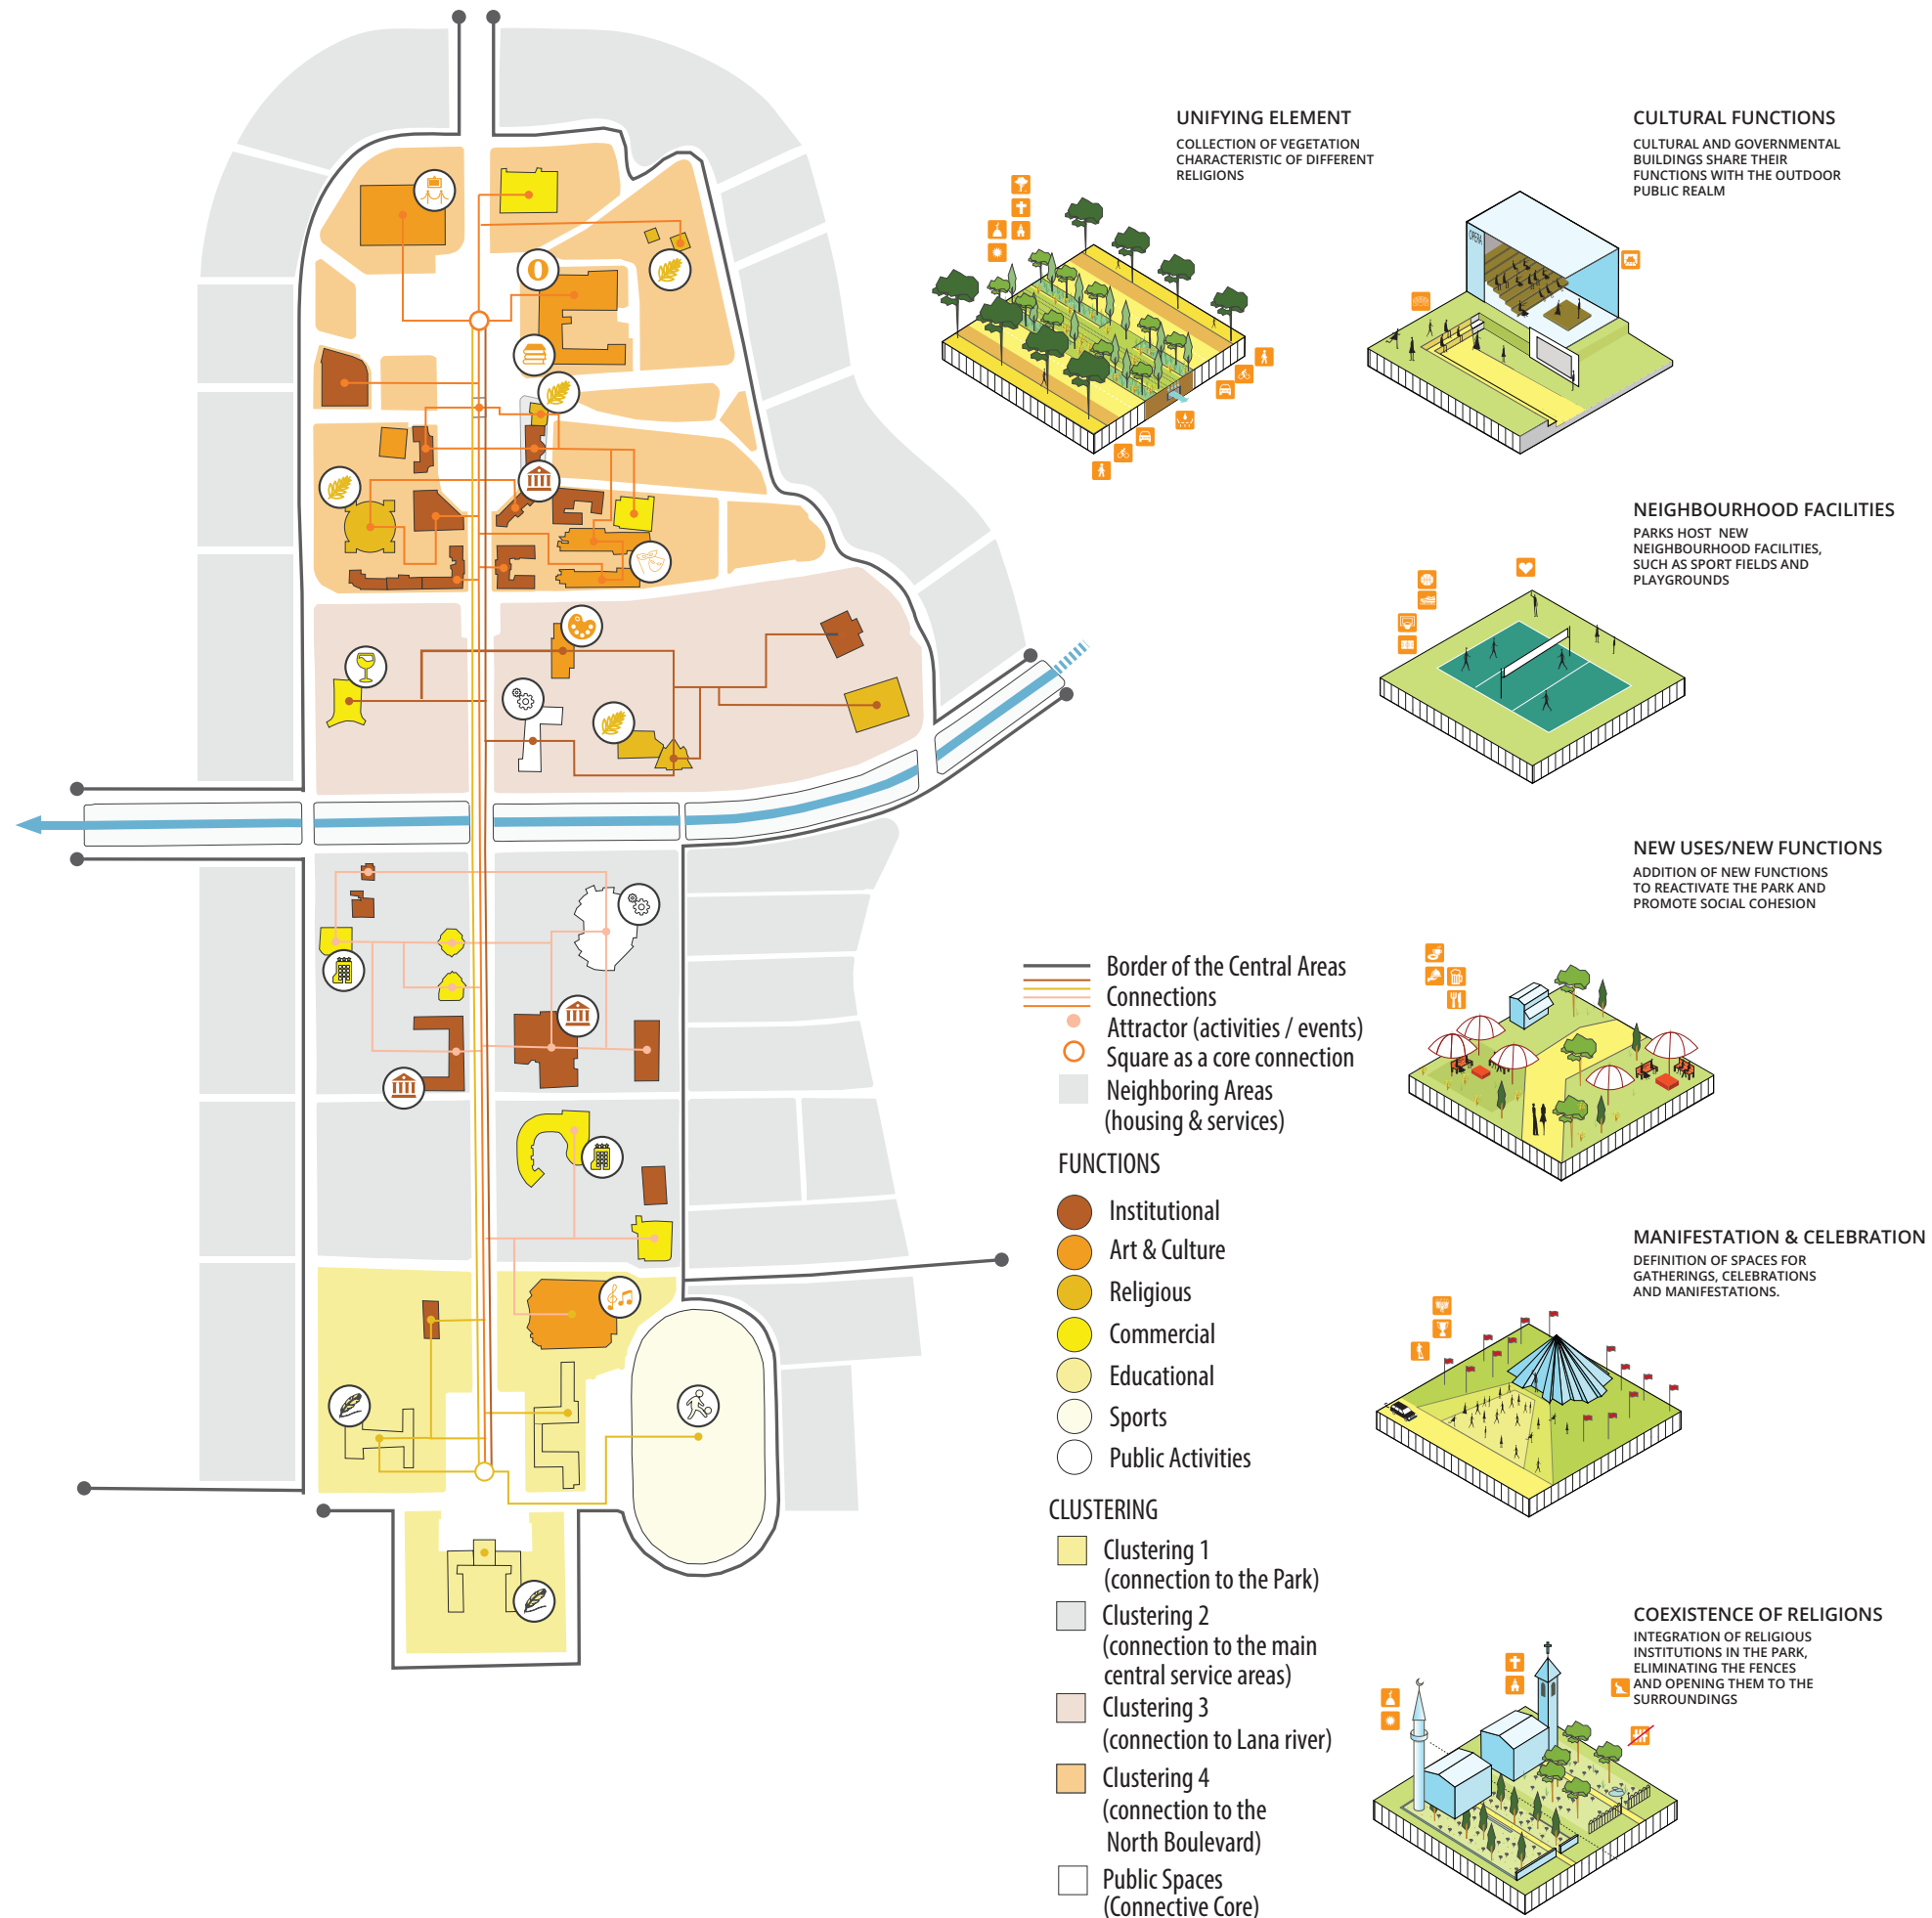 UNIFYING ELEMENT
COLLECTION OF VEGETATION
CHARACTERISTIC OF DIFFERENT
RELIGIONS
CULTURAL FUNCTIONS
CULTURAL AND GOVERNMENTAL
BUILDINGS SHARE THEIR
FUNCTIONS WITH THE OUTDOOR
PUBLIC REALM
OPERA
NEIGHBOURHOOD FACILITIES
PARKS HOST NEW
NEIGHBOURHOOD FACILITIES,
SUCH AS SPORT FIELDS AND
PLAYGROUNDS
NEW USES/NEW FUNCTIONS
ADDITION OF NEW FUNCTIONS
TO REACTIVATE THE PARK AND
PROMOTE SOCIAL COHESION
MANIFESTATION & CELEBRATION
DEFINITION OF SPACES FOR
GATHERINGS, CELEBRATIONS
AND MANIFESTATIONS.
COEXISTENCE OF RELIGIONS
INTEGRATION OF RELIGIOUS
INSTITUTIONS IN THE PARK,
ELIMINATING THE FENCES
AND OPENING THEM TO THE
SURROUNDINGS
Border of the Central Areas
Connections
Attractor (activities / events)
Square as a core connection
Neighboring Areas
(housing & services)
FUNCTIONS
Institutional
Art & Culture
Religious
Commercial
Educational
Sports
Public Activities
CLUSTERING
Clustering 1
(connection to the Park)
Clustering 2
(connection to the main
central service areas)
Clustering 3
(connection to Lana river)
Clustering 4
(connection to the
North Boulevard)
Public Spaces
(Connective Core)